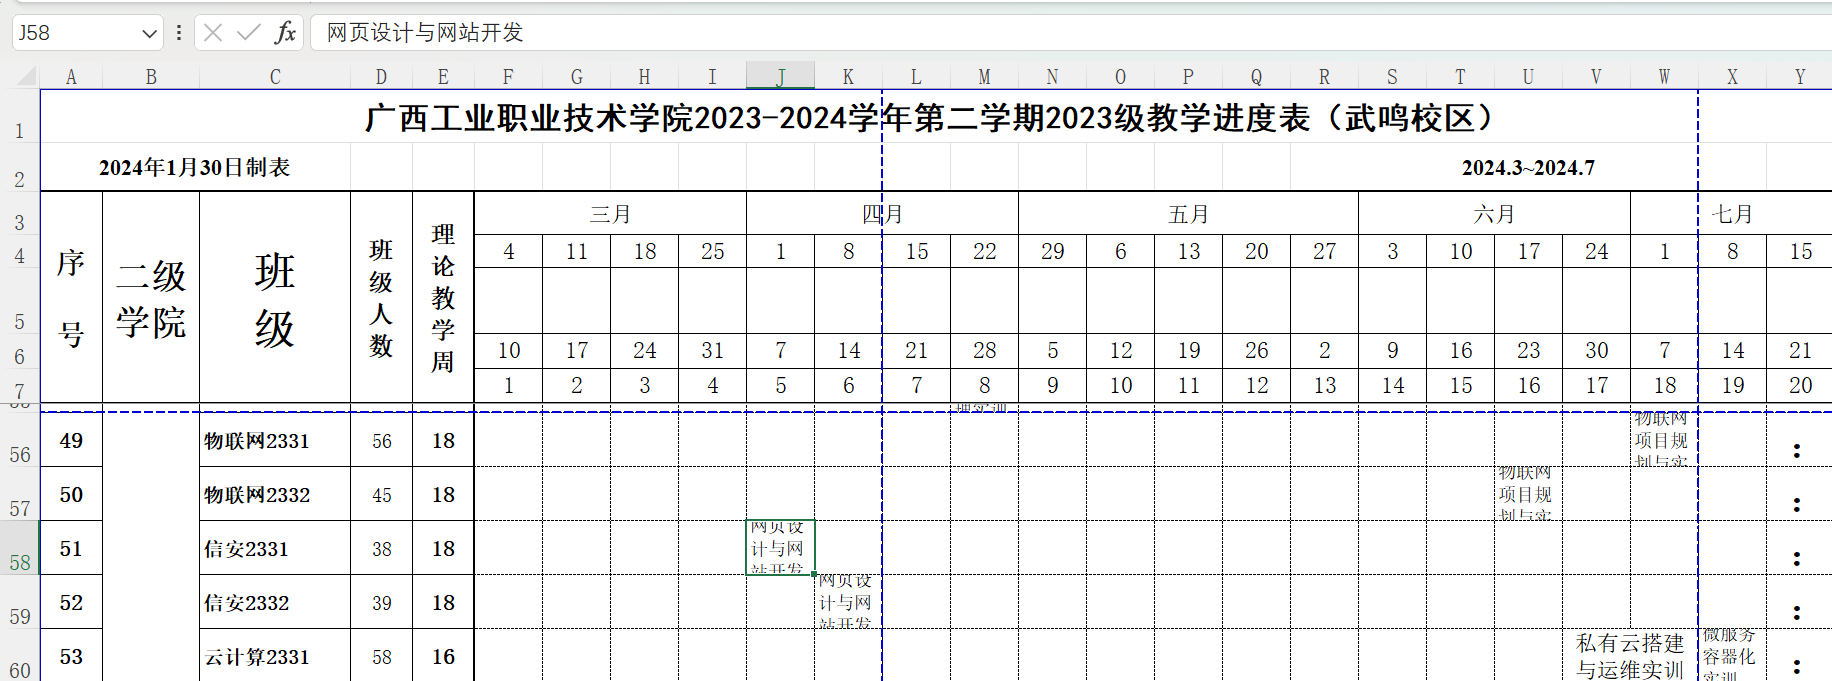 J58 fx 网页设计与网站开发
A B C D E F G H I J K L M N O P Q R S T U V W X Y
1 广西工业职业技术学院2023-2024学年第二学期2023级教学进度表（武鸣校区）
2 2024年1月30日制表 2024.3~2024.7
3 三月 四月 五月 六月 七月
序号 二级学院 班级 班级人数 理论教学周
4 4 11 18 25 1 8 15 22 29 6 13 20 27 3 10 17 24 1 8 15
5
6 10 17 24 31 7 14 21 28 5 12 19 26 2 9 16 23 30 7 14 21
7 1 2 3 4 5 6 7 8 9 10 11 12 13 14 15 16 17 18 19 20
56 49 物联网2331 56 18 物联网项目规划与实 :
57 50 物联网2332 45 18 物联网项目规划与实 :
58 51 信安2331 38 18 网页设计与网站开发 :
59 52 信安2332 39 18 网页设计与网站开发 :
60 53 云计算2331 58 16 私有云搭建与运维实训 微服务容器化实训 :